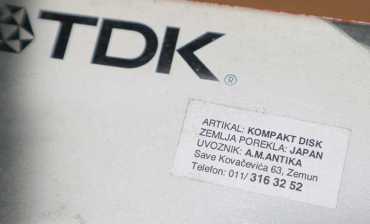 TDK®
ARTIKAL: KOMPAKT DISK
ZEMLJA POREKLA: JAPAN
UVOZNIK: A.M.ANTIKA
Save Kovačevića 63, Zemun
Telefon: 011/ 316 32 52